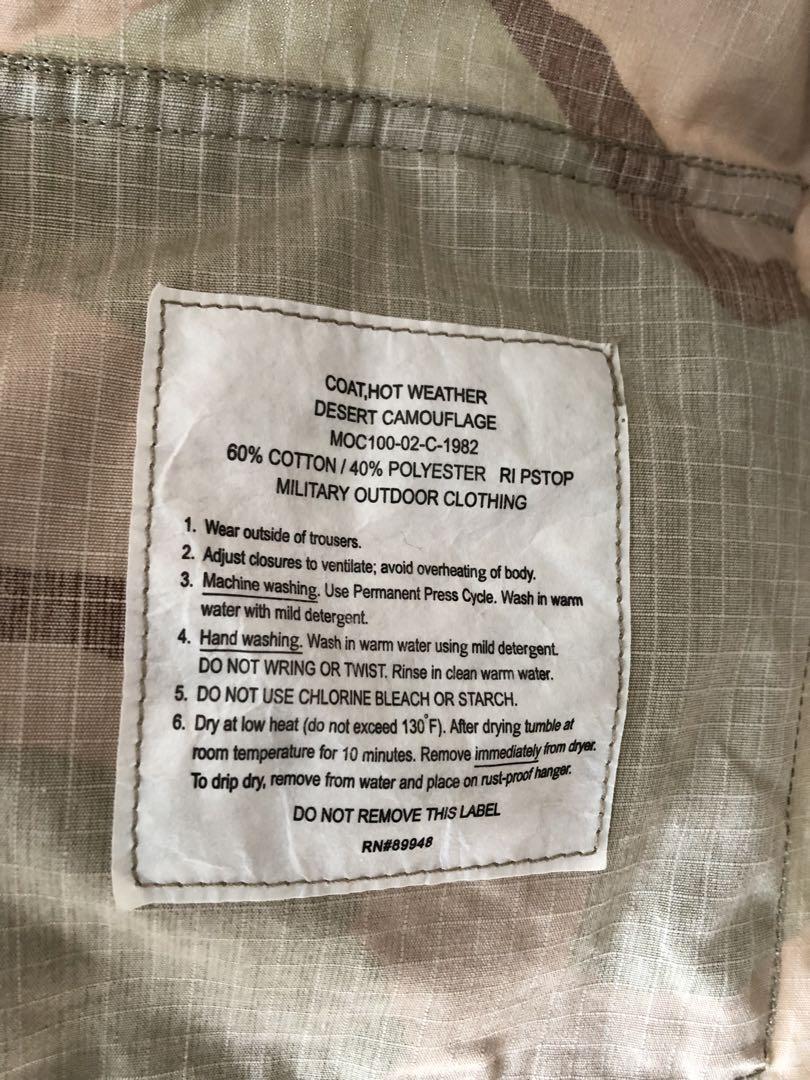 COAT,HOT WEATHER
DESERT CAMOUFLAGE
MOC100-02-C-1982
60% COTTON / 40% POLYESTER RI PSTOP
MILITARY OUTDOOR CLOTHING
1. Wear outside of trousers.
2. Adjust closures to ventilate; avoid overheating of body.
3. Machine washing. Use Permanent Press Cycle. Wash in warm
water with mild detergent.
4. Hand washing. Wash in warm water using mild detergent.
DO NOT WRING OR TWIST. Rinse in clean warm water.
5. DO NOT USE CHLORINE BLEACH OR STARCH.
6. Dry at low heat (do not exceed 130°F). After drying tumble at
room temperature for 10 minutes. Remove immediately from dryer.
To drip dry, remove from water and place on rust-proof hanger.
DO NOT REMOVE THIS LABEL
RN#89948